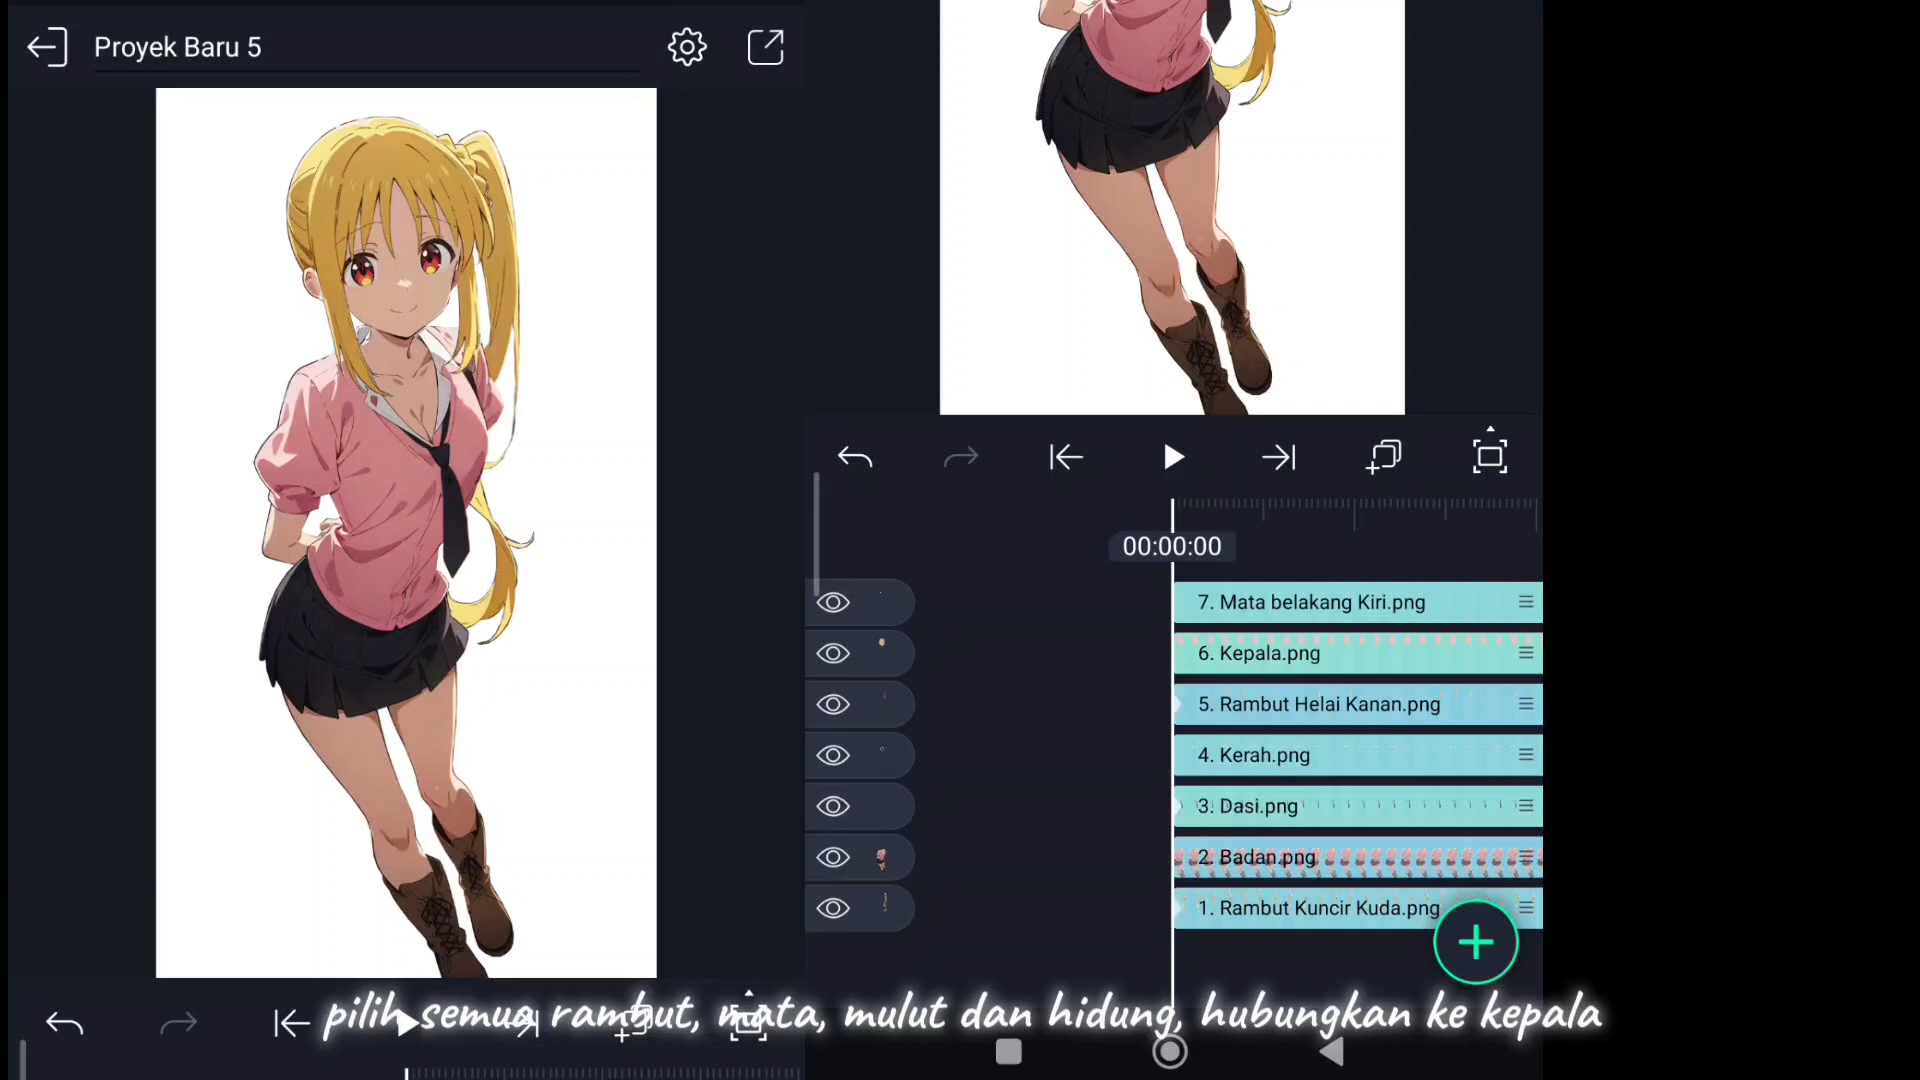 Proyek Baru 5
00:00:00
7. Mata belakang Kiri.png
6. Kepala.png
5. Rambut Helai Kanan.png
4. Kerah.png
3. Dasi.png
2. Badan.png
1. Rambut Kuncir Kuda.png
pilih semua rambut, mata, mulut dan hidung, hubungkan ke kepala